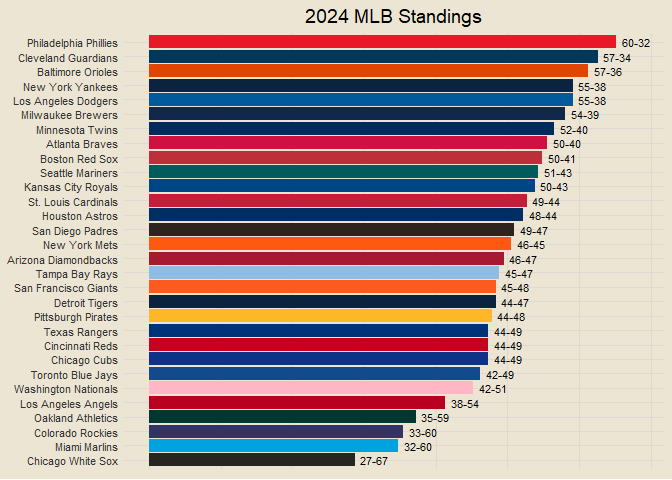 2024 MLB Standings
Philadelphia Phillies 60-32
Cleveland Guardians 57-34
Baltimore Orioles 57-36
New York Yankees 55-38
Los Angeles Dodgers 55-38
Milwaukee Brewers 54-39
Minnesota Twins 52-40
Atlanta Braves 50-40
Boston Red Sox 50-41
Seattle Mariners 51-43
Kansas City Royals 50-43
St. Louis Cardinals 49-44
Houston Astros 48-44
San Diego Padres 49-47
New York Mets 46-45
Arizona Diamondbacks 46-47
Tampa Bay Rays 45-47
San Francisco Giants 45-48
Detroit Tigers 44-47
Pittsburgh Pirates 44-48
Texas Rangers 44-49
Cincinnati Reds 44-49
Chicago Cubs 44-49
Toronto Blue Jays 42-49
Washington Nationals 42-51
Los Angeles Angels 38-54
Oakland Athletics 35-59
Colorado Rockies 33-60
Miami Marlins 32-60
Chicago White Sox 27-67